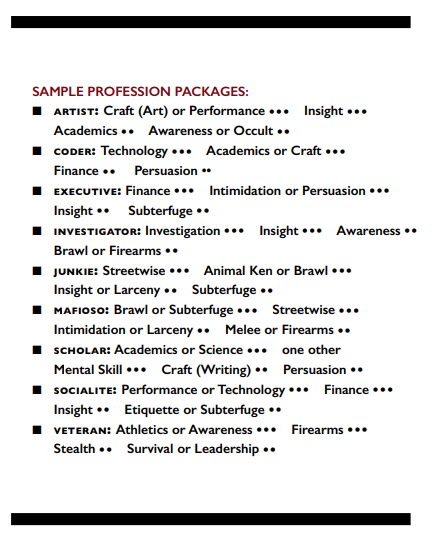 SAMPLE PROFESSION PACKAGES:
■ ARTIST: Craft (Art) or Performance ••• Insight •••
Academics •• Awareness or Occult ••
■ CODER: Technology ••• Academics or Craft •••
Finance •• Persuasion ••
■ EXECUTIVE: Finance ••• Intimidation or Persuasion •••
Insight •• Subterfuge ••
■ INVESTIGATOR: Investigation ••• Insight ••• Awareness ••
Brawl or Firearms ••
■ JUNKIE: Streetwise ••• Animal Ken or Brawl •••
Insight or Larceny •• Subterfuge ••
■ MAFIOSO: Brawl or Subterfuge ••• Streetwise •••
Intimidation or Larceny •• Melee or Firearms ••
■ SCHOLAR: Academics or Science ••• one other
Mental Skill ••• Craft (Writing) •• Persuasion ••
■ SOCIALITE: Performance or Technology ••• Finance •••
Insight •• Etiquette or Subterfuge ••
■ VETERAN: Athletics or Awareness ••• Firearms •••
Stealth •• Survival or Leadership ••